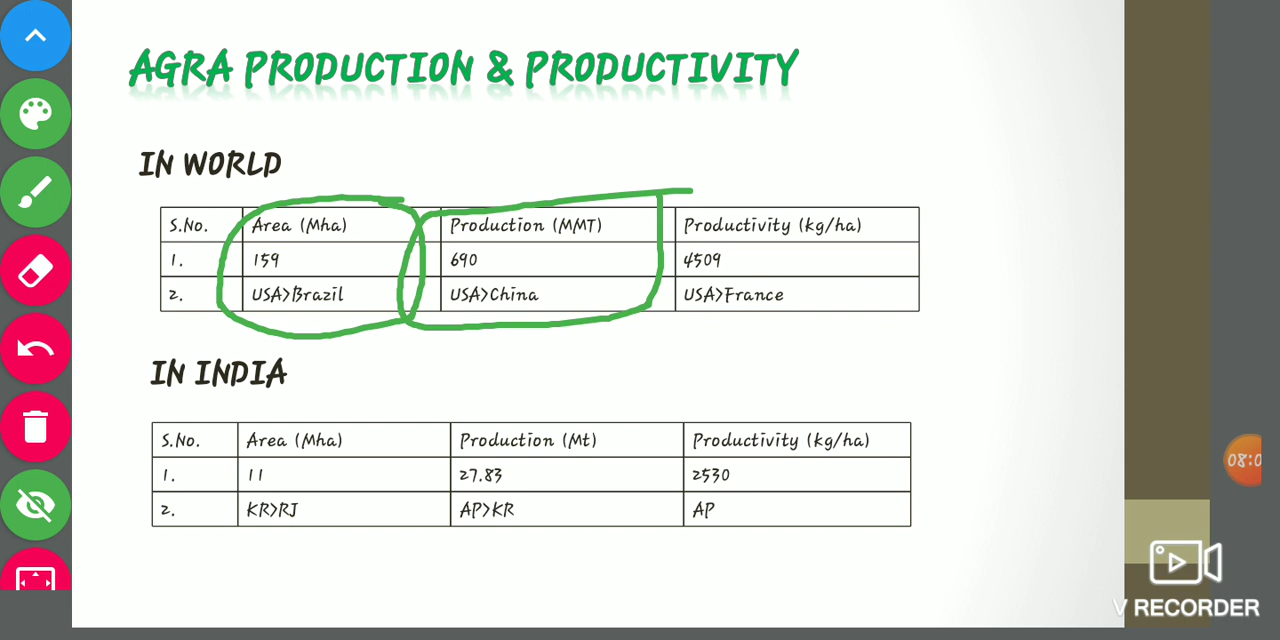 AGRA PRODUCTION & PRODUCTIVITY
IN WORLD
S.No. Area (Mha) Production (MMT) Productivity (kg/ha)
1. 159 690 4509
2. USA>Brazil USA>China USA>France
IN INDIA
S.No. Area (Mha) Production (Mt) Productivity (kg/ha)
1. 11 27.83 2530
2. KR>RJ AP>KR AP
08:0
V RECORDER